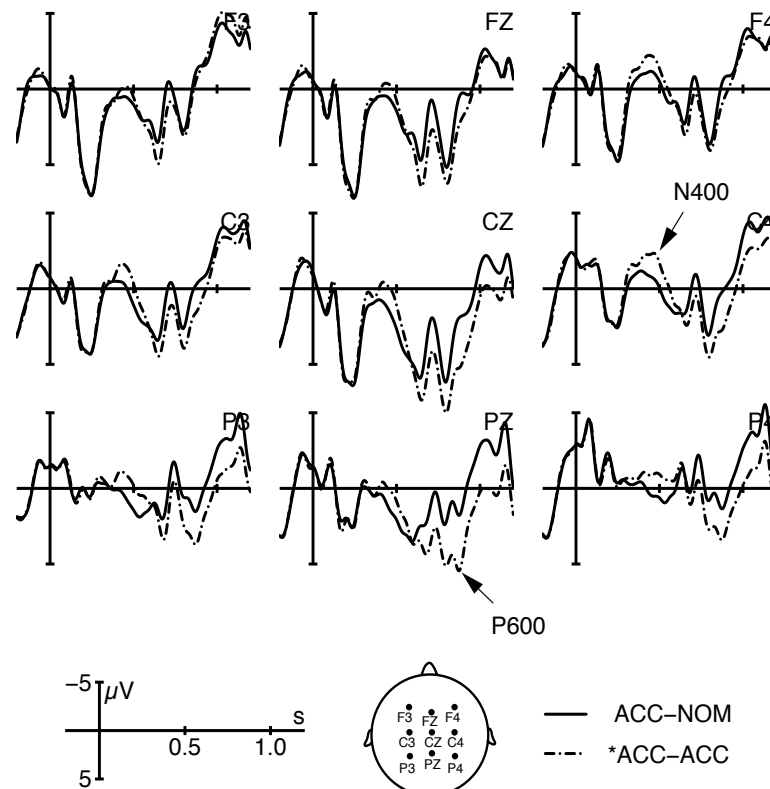 F3 FZ F4
N400
C3 CZ C4
P3 PZ P4
P600
−5
µV
s
0.5 1.0
5
F3 FZ F4
C3 CZ C4
P3 PZ P4
ACC−NOM
*ACC−ACC